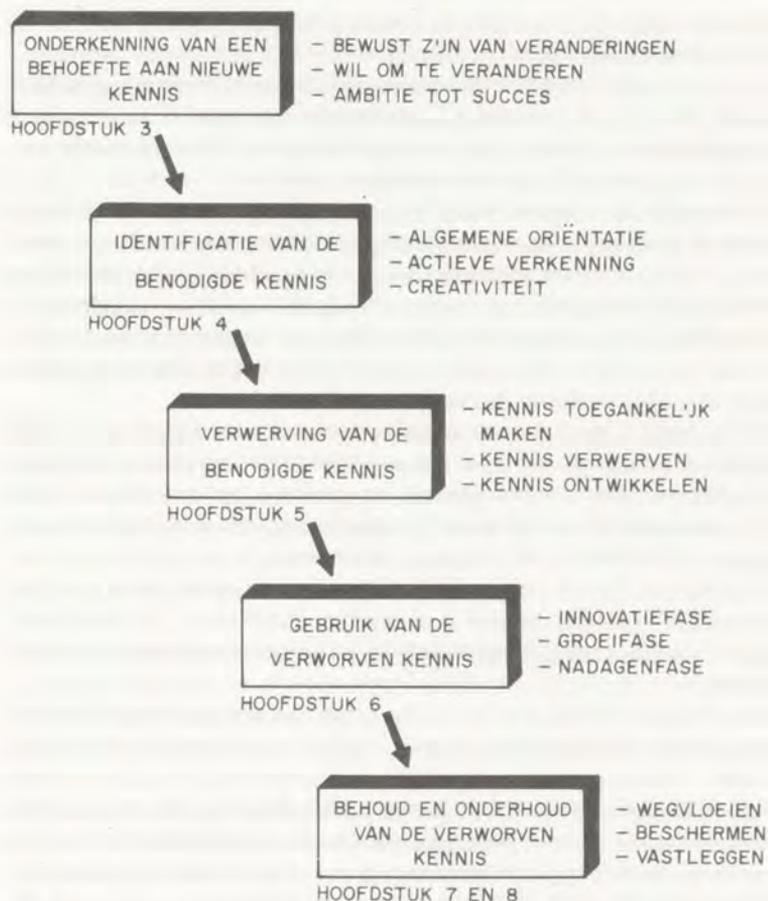 ONDERKENNING VAN EEN
BEHOEFTE AAN NIEUWE
KENNIS
– BEWUST Z'JN VAN VERANDERINGEN
– WIL OM TE VERANDEREN
– AMBITIE TOT SUCCES
HOOFDSTUK 3
IDENTIFICATIE VAN DE
BENODIGDE KENNIS
– ALGEMENE ORIËNTATIE
– ACTIEVE VERKENNING
– CREATIVITEIT
HOOFDSTUK 4
VERWERVING VAN DE
BENODIGDE KENNIS
– KENNIS TOEGANKEL'JK
MAKEN
– KENNIS VERWERVEN
– KENNIS ONTWIKKELEN
HOOFDSTUK 5
GEBRUIK VAN DE
VERWORVEN KENNIS
– INNOVATIEFASE
– GROEIFASE
– NADAGENFASE
HOOFDSTUK 6
BEHOUD EN ONDERHOUD
VAN DE VERWORVEN
KENNIS
– WEGVLOEIEN
– BESCHERMEN
– VASTLEGGEN
HOOFDSTUK 7 EN 8